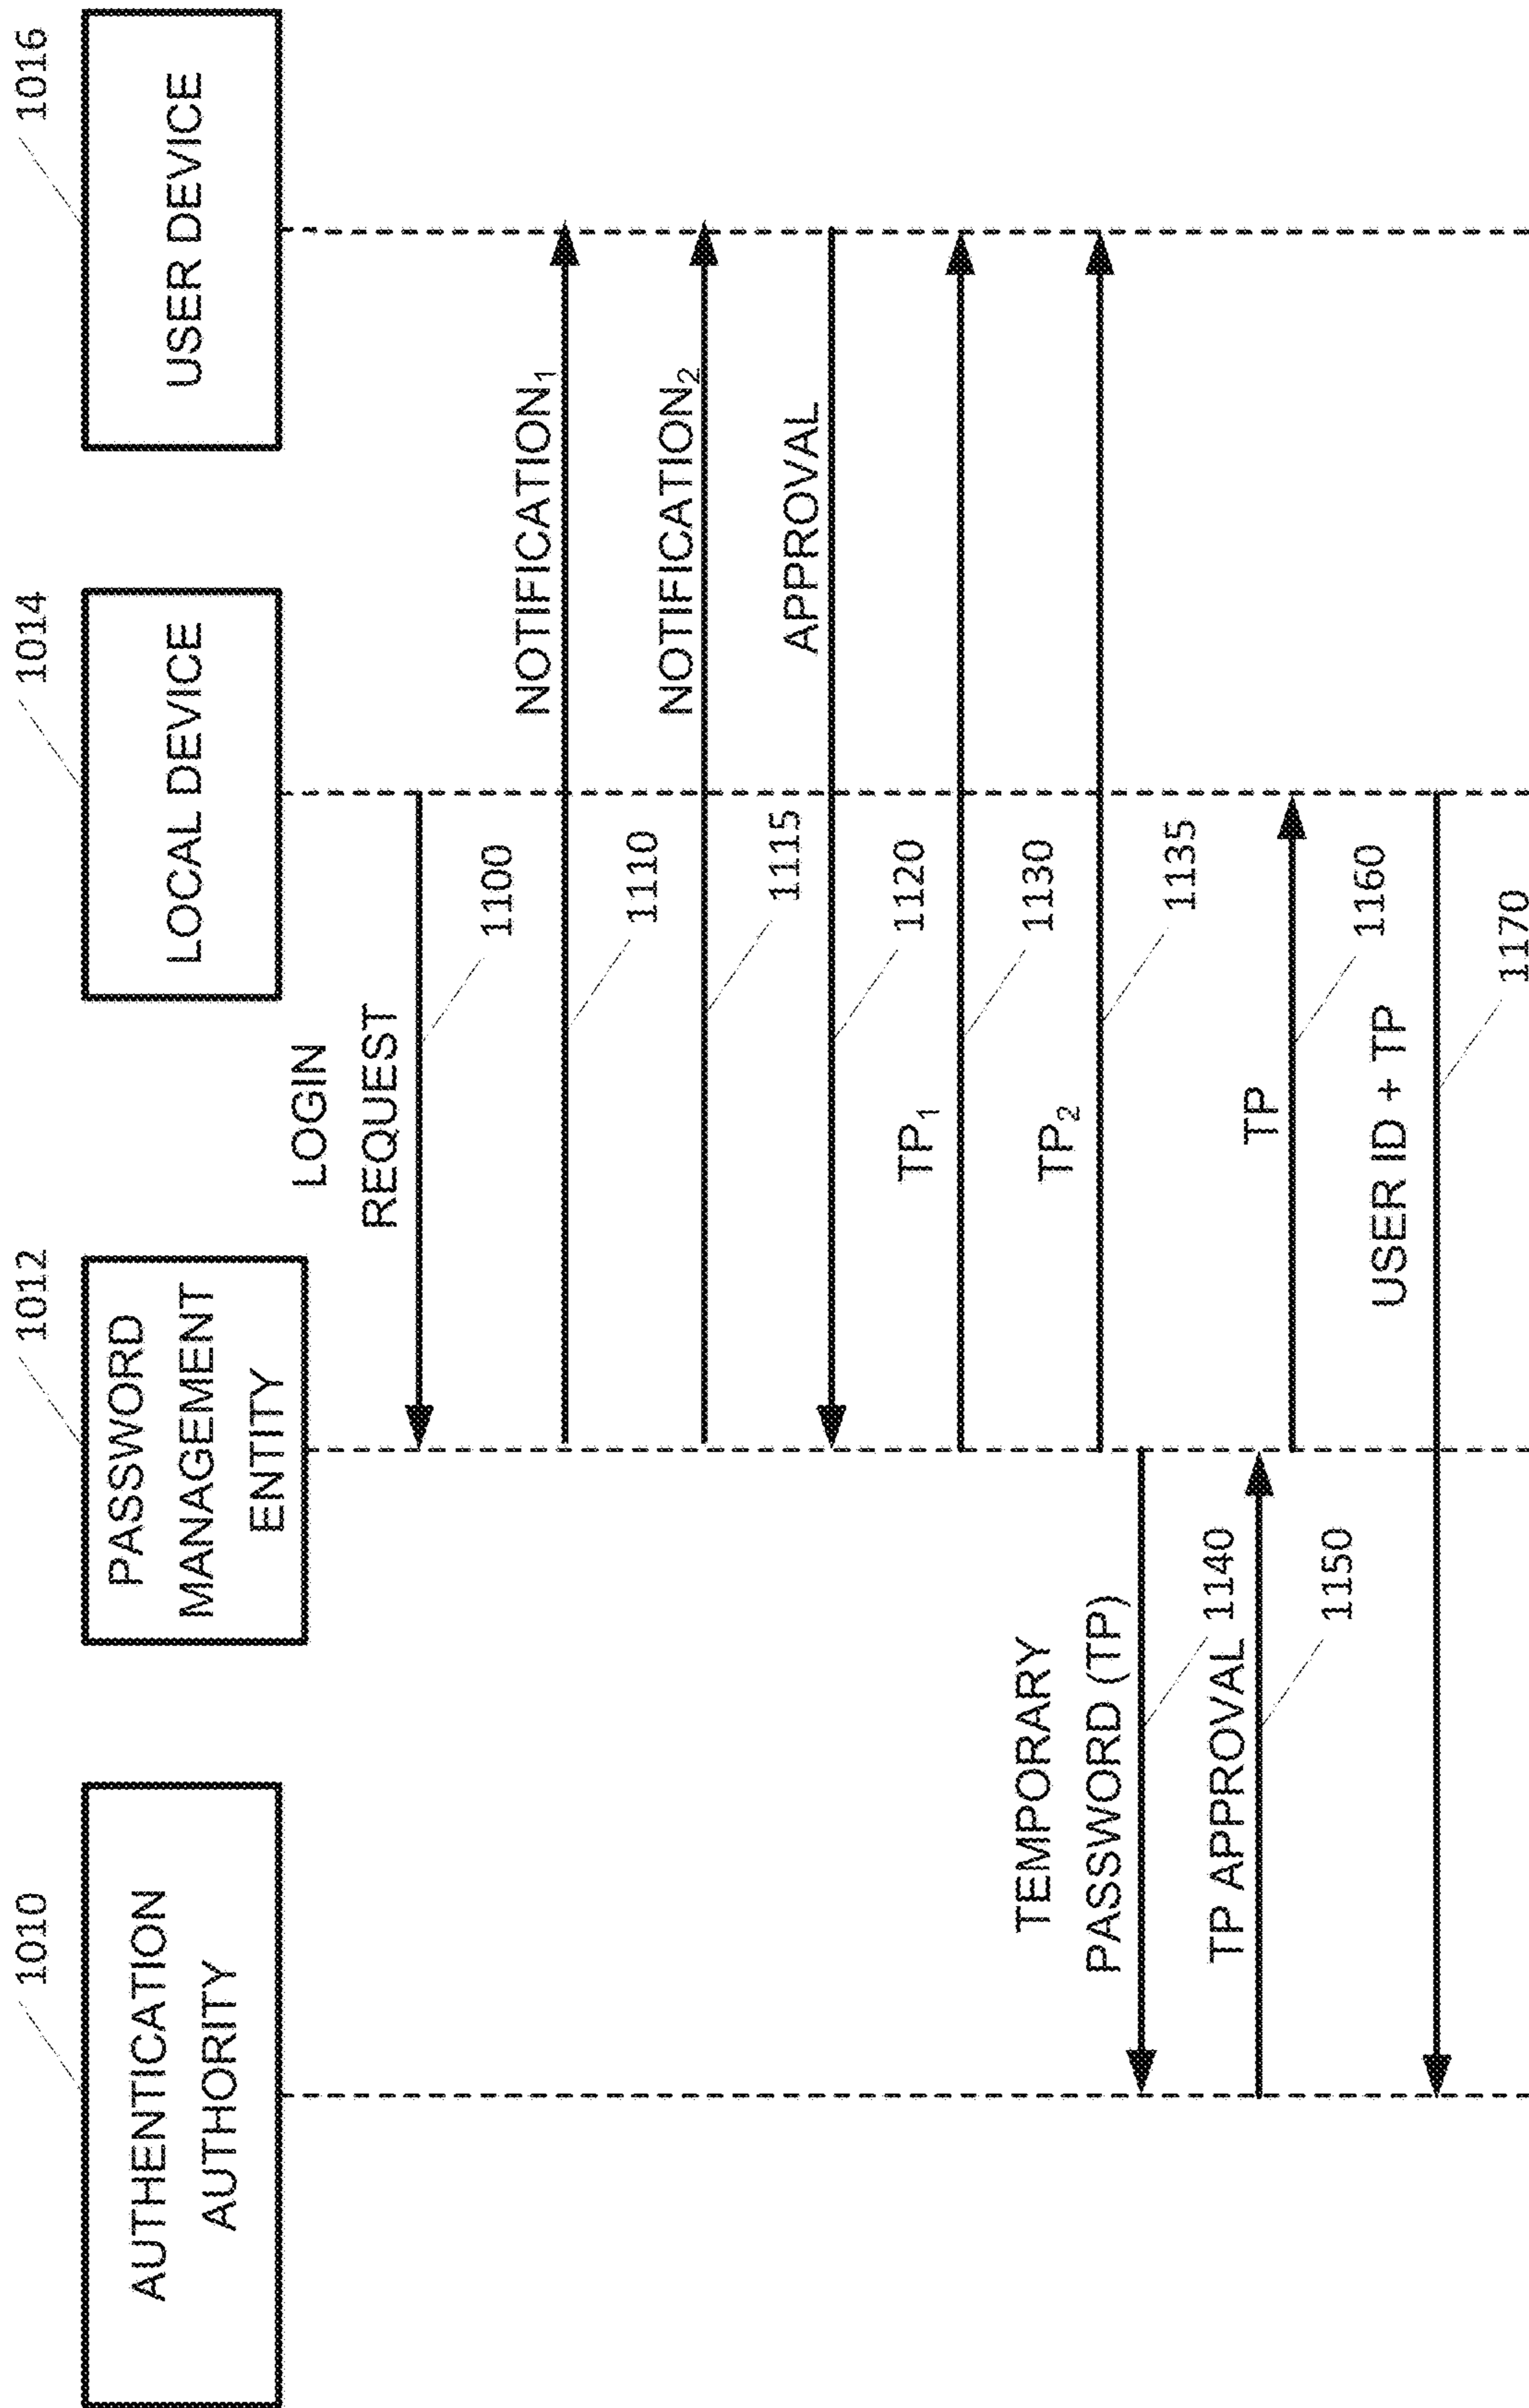 1010
AUTHENTICATION
AUTHORITY
1012
PASSWORD
MANAGEMENT
ENTITY
1014
LOCAL DEVICE
1016
USER DEVICE
LOGIN
REQUEST
1100
NOTIFICATION₁
1110
NOTIFICATION₂
1115
APPROVAL
1120
TP₁
1130
TP₂
1135
TEMPORARY
PASSWORD (TP)
1140
TP APPROVAL
1150
TP
1160
USER ID + TP
1170